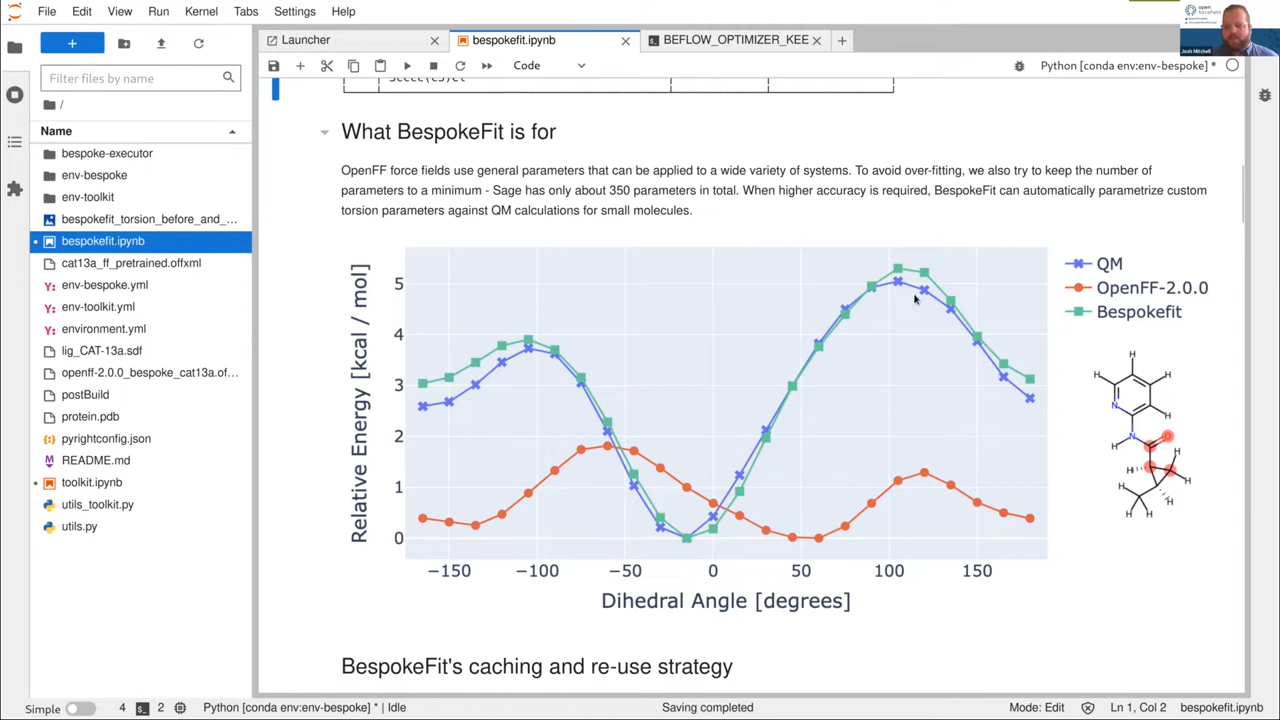 File Edit View Run Kernel Tabs Settings Help
open
forcefield
Josh Mitchell
Launcher
bespokefit.ipynb
BEFLOW_OPTIMIZER_KEE
Code
Python [conda env:env-bespoke] *
Filter files by name
/
Name
bespoke-executor
env-bespoke
env-toolkit
bespokefit_torsion_before_and_…
bespokefit.ipynb
cat13a_ff_pretrained.offxml
Y: env-bespoke.yml
Y: env-toolkit.yml
environment.yml
lig_CAT-13a.sdf
openff-2.0.0_bespoke_cat13a.of…
postBuild
protein.pdb
pyrightconfig.json
README.md
toolkit.ipynb
utils_toolkit.py
utils.py
What BespokeFit is for
OpenFF force fields use general parameters that can be applied to a wide variety of systems. To avoid over-fitting, we also try to keep the number of
parameters to a minimum - Sage has only about 350 parameters in total. When higher accuracy is required, BespokeFit can automatically parametrize custom
torsion parameters against QM calculations for small molecules.
Relative Energy [kcal / mol]
5
4
3
2
1
0
−150 −100 −50 0 50 100 150
Dihedral Angle [degrees]
QM
OpenFF-2.0.0
Bespokefit
H
H H
N H
H N O
H H
H H
H H H
BespokeFit's caching and re-use strategy
Simple 4 2 Python [conda env:env-bespoke] * | Idle Saving completed Mode: Edit Ln 1, Col 2 bespokefit.ipynb